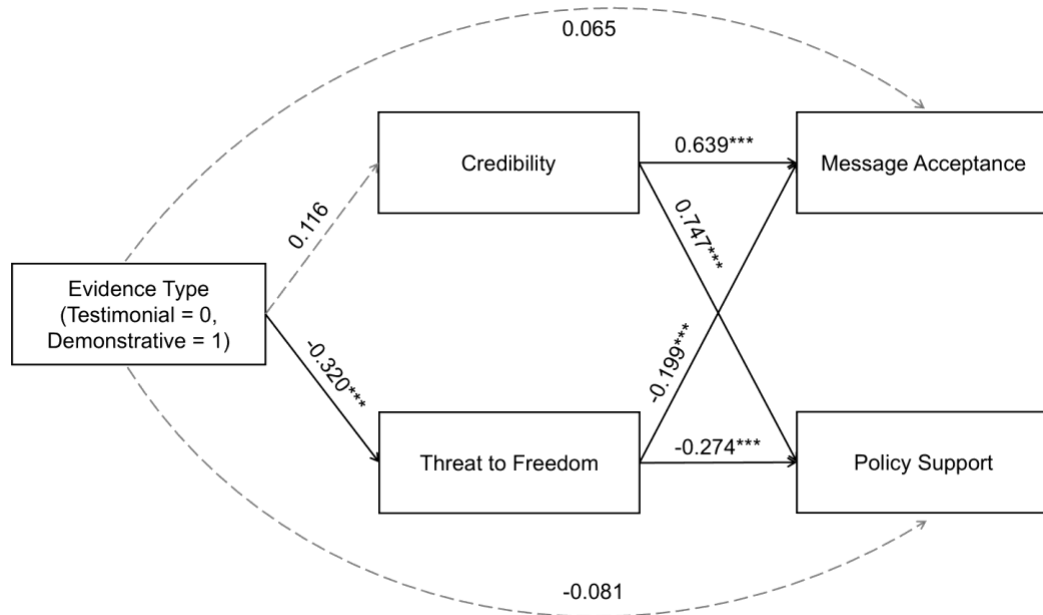 0.065
Credibility
0.639***
Message Acceptance
0.116
0.747***
Evidence Type
(Testimonial = 0,
Demonstrative = 1)
-0.320***
-0.199***
Threat to Freedom
-0.274***
Policy Support
-0.081